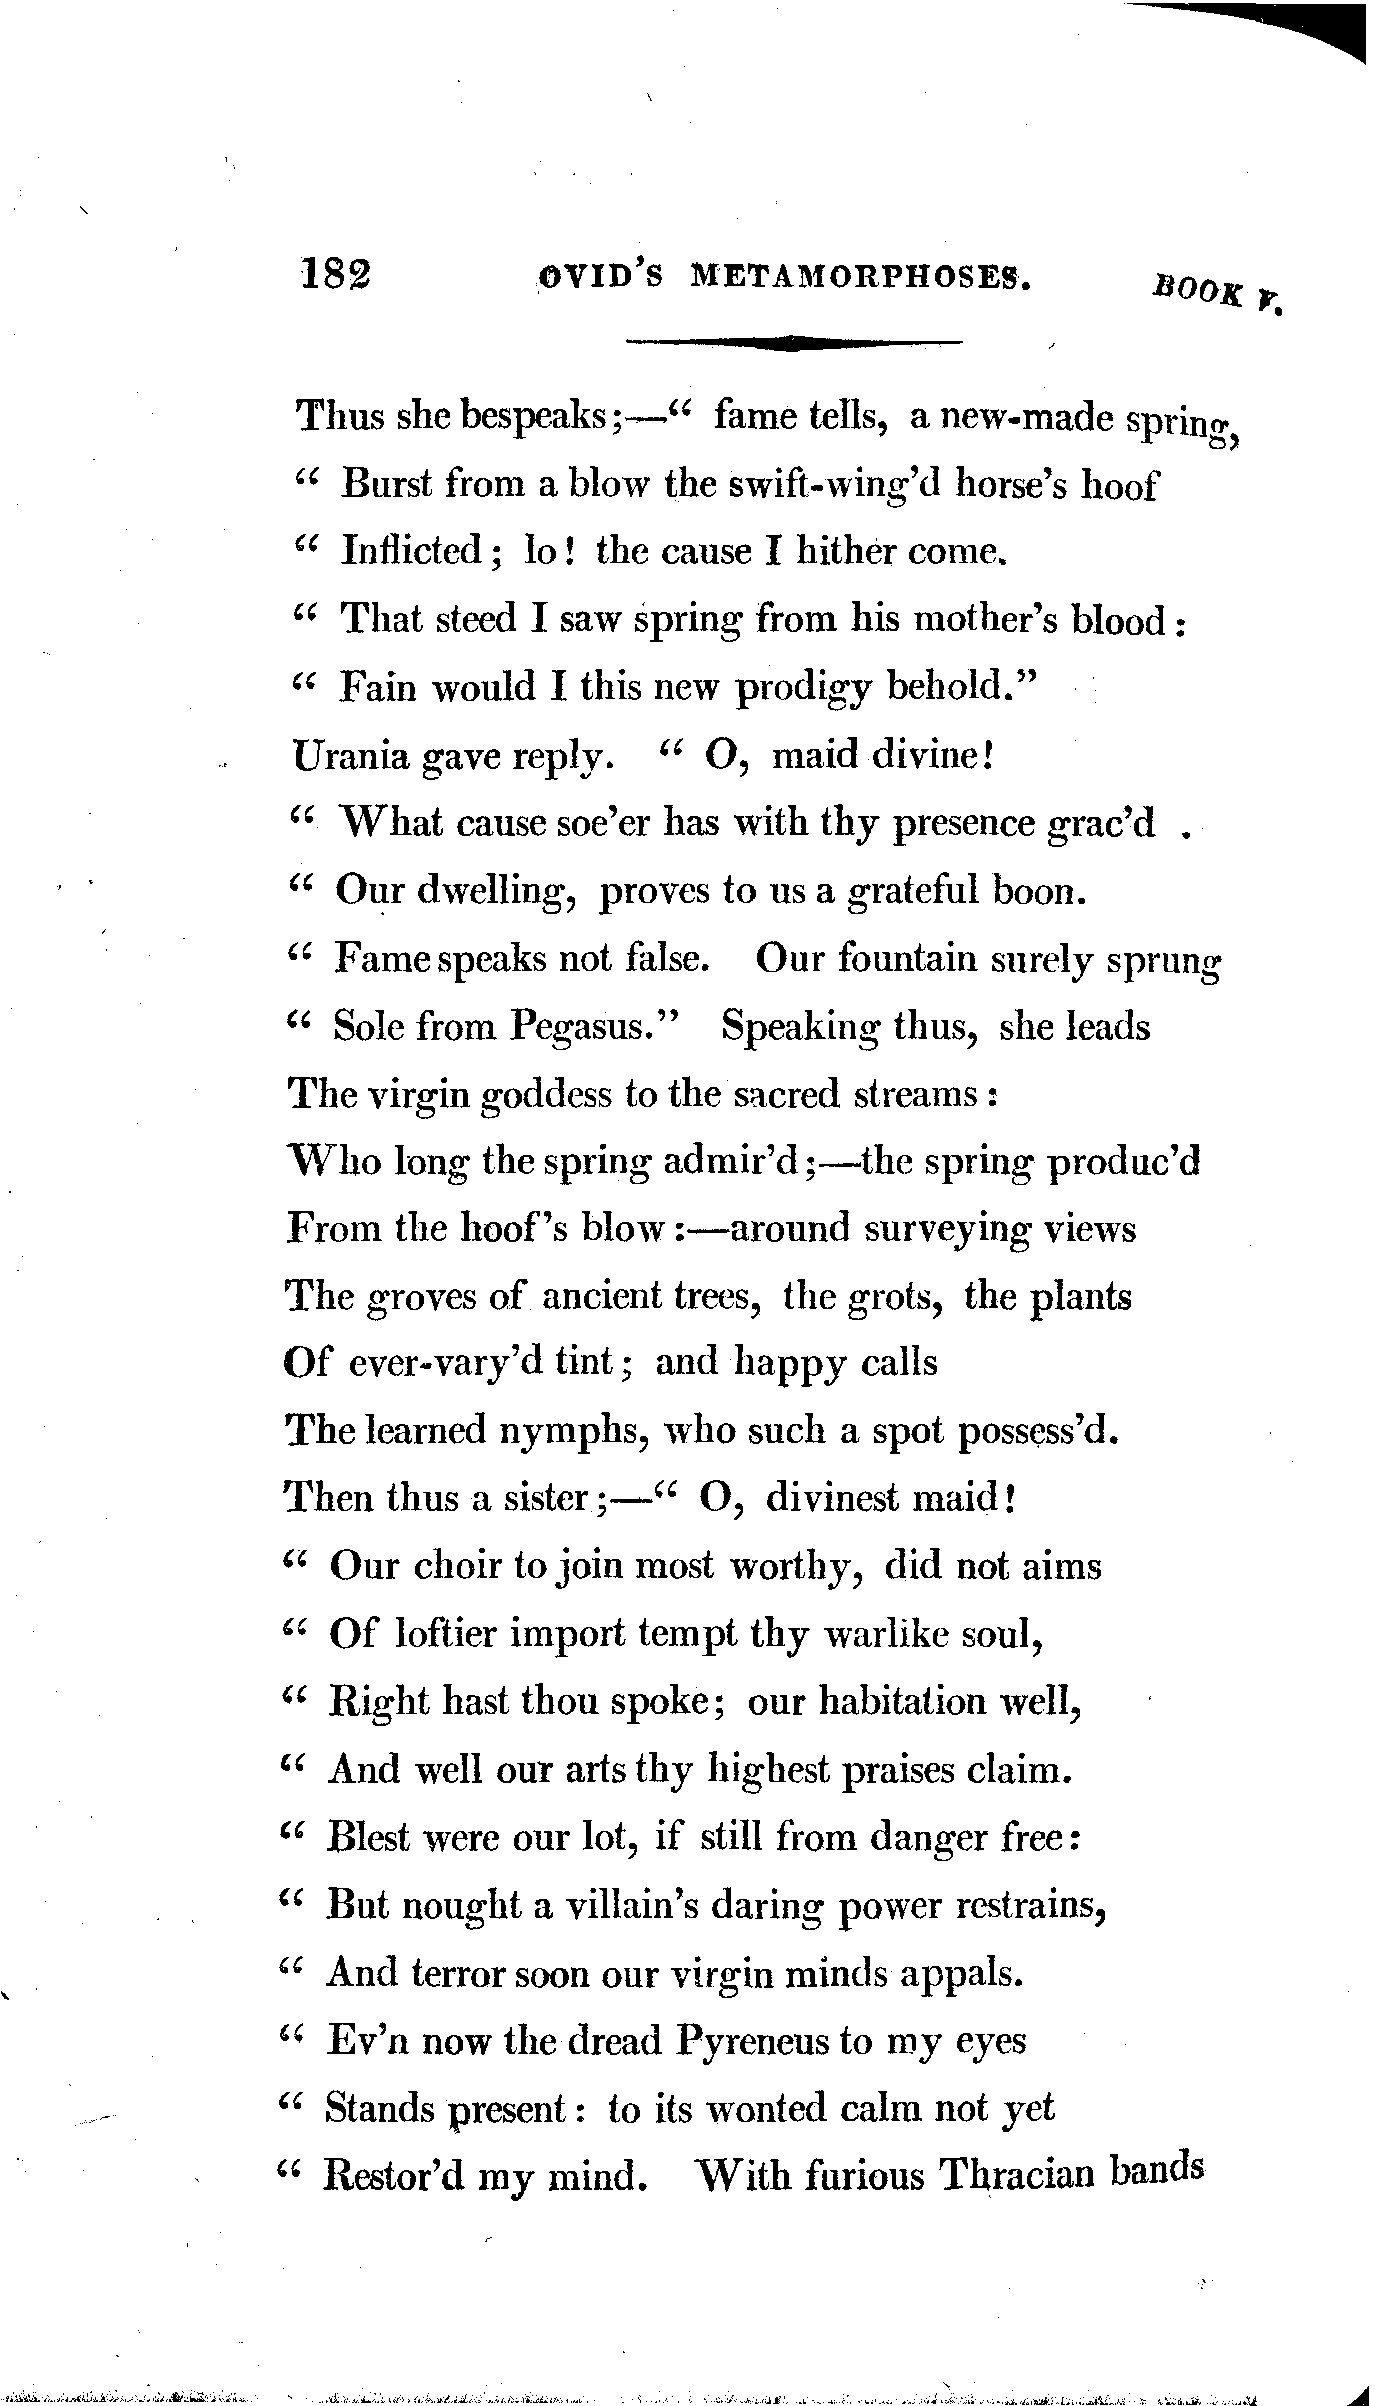 182 OVID'S METAMORPHOSES. BOOK V.
Thus she bespeaks;—“ fame tells, a new-made spring,
“ Burst from a blow the swift-wing'd horse's hoof
“ Inflicted; lo! the cause I hither come.
“ That steed I saw spring from his mother's blood:
“ Fain would I this new prodigy behold.”
Urania gave reply. “ O, maid divine!
“ What cause soe'er has with thy presence grac'd .
“ Our dwelling, proves to us a grateful boon.
“ Fame speaks not false. Our fountain surely sprung
“ Sole from Pegasus.” Speaking thus, she leads
The virgin goddess to the sacred streams:
Who long the spring admir'd;—the spring produc'd
From the hoof's blow:—around surveying views
The groves of ancient trees, the grots, the plants
Of ever-vary'd tint; and happy calls
The learned nymphs, who such a spot possess'd.
Then thus a sister;—“ O, divinest maid!
“ Our choir to join most worthy, did not aims
“ Of loftier import tempt thy warlike soul,
“ Right hast thou spoke; our habitation well,
“ And well our arts thy highest praises claim.
“ Blest were our lot, if still from danger free:
“ But nought a villain's daring power restrains,
“ And terror soon our virgin minds appals.
“ Ev'n now the dread Pyreneus to my eyes
“ Stands present: to its wonted calm not yet
“ Restor'd my mind. With furious Thracian bands